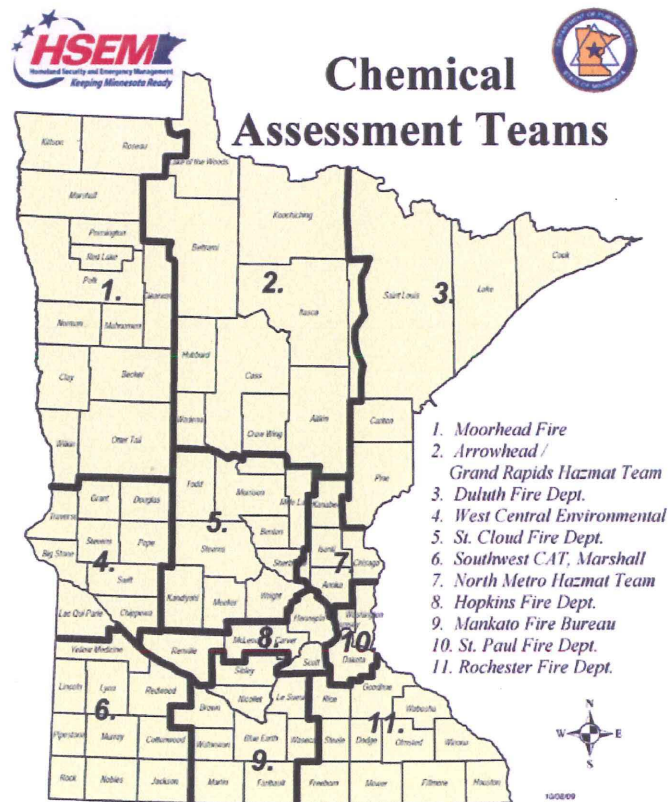 HSEM
Homeland Security and Emergency Management
Keeping Minnesota Ready
DEPARTMENT OF PUBLIC SAFETY
STATE OF MINNESOTA
Chemical
Assessment Teams
Kittson
Roseau
Lake of the Woods
Marshall
Koochiching
Pennington
Beltrami
Red Lake
Cook
Polk
1.
Clearwater
2.
Saint Louis
3.
Lake
Itasca
Norman
Mahnomen
Hubbard
Cass
Clay
Becker
Wadena
Crow Wing
Aitkin
Carlton
Wilkin
Otter Tail
Pine
1. Moorhead Fire
2. Arrowhead /
Grand Rapids Hazmat Team
3. Duluth Fire Dept.
4. West Central Environmental
5. St. Cloud Fire Dept.
6. Southwest CAT, Marshall
7. North Metro Hazmat Team
8. Hopkins Fire Dept.
9. Mankato Fire Bureau
10. St. Paul Fire Dept.
11. Rochester Fire Dept.
Todd
Morrison
Mille Lacs
Kanabec
Grant
Douglas
Traverse
5.
Benton
Stevens
Pope
Stearns
Isanti
Big Stone
4.
Sherburne
7.
Chisago
Swift
Anoka
Kandiyohi
Meeker
Wright
Lac Qui Parle
Chippewa
Hennepin
Washington
Ramsey
McLeod
8.
Carver
10.
Yellow Medicine
Renville
Scott
Dakota
Sibley
Lincoln
Lyon
Redwood
Nicollet
Le Sueur
Rice
Goodhue
6.
Brown
Wabasha
11.
Pipestone
Murray
Cottonwood
Watonwan
Blue Earth
Waseca
Steele
Dodge
Olmsted
Winona
9.
Rock
Nobles
Jackson
Martin
Faribault
Freeborn
Mower
Fillmore
Houston
N
W
E
S
10/08/09